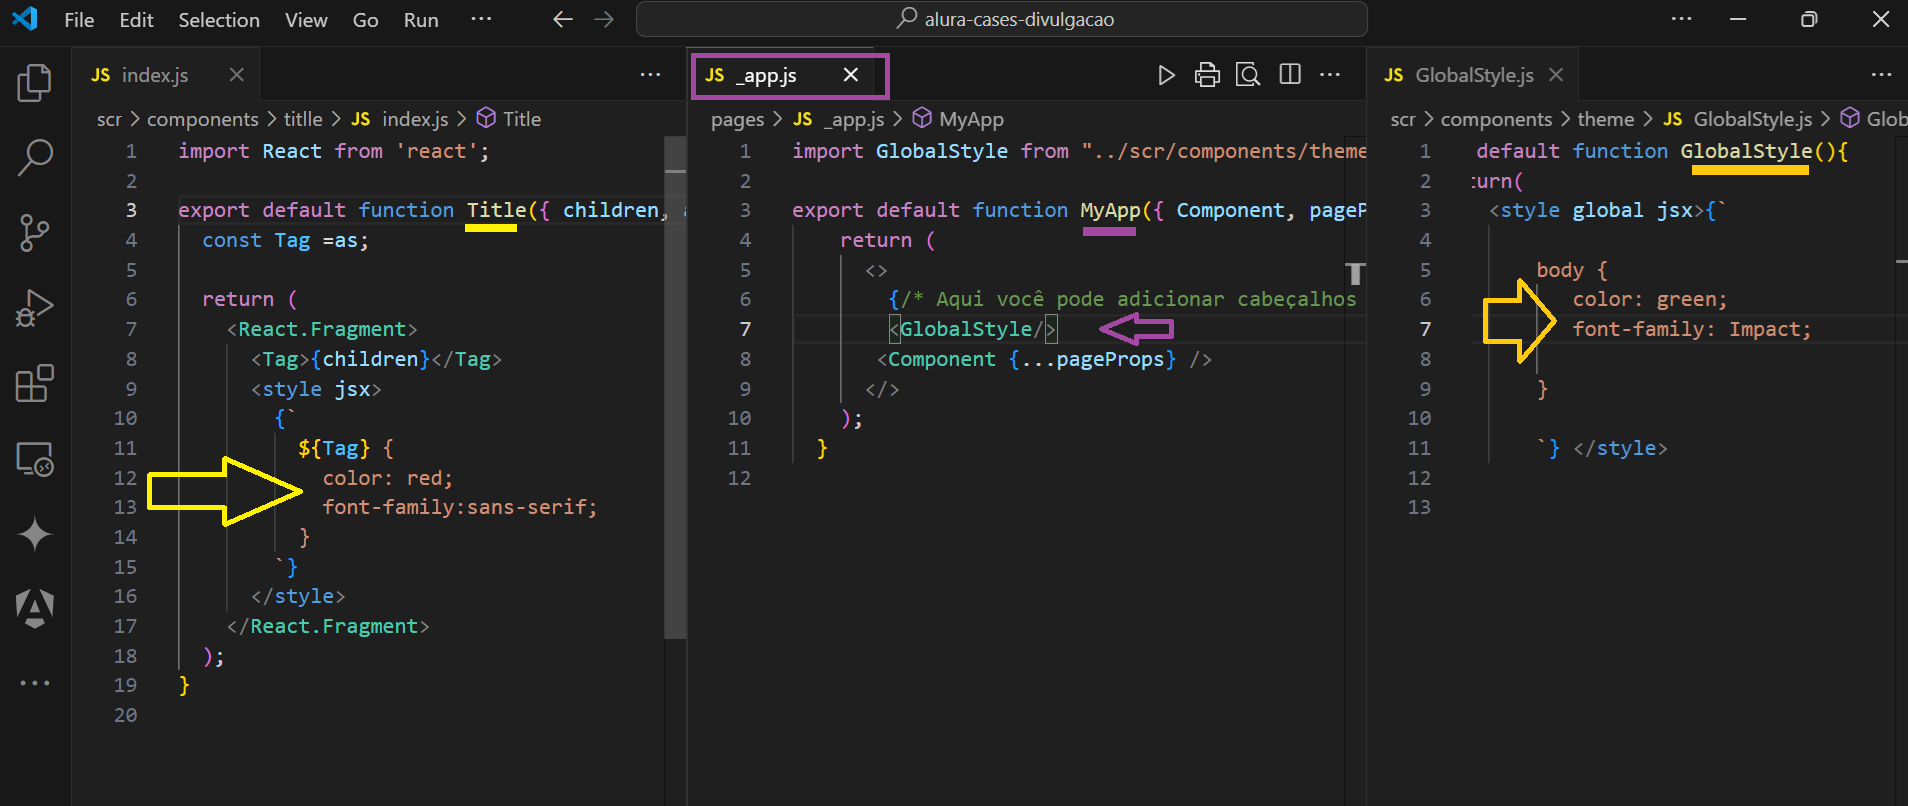 File Edit Selection View Go Run ··· alura-cases-divulgacao
JS index.js
scr > components > titlle > JS index.js > Title
1 import React from 'react';
2
3 export default function Title({ children, a
4 const Tag =as;
5
6 return (
7 <React.Fragment>
8 <Tag>{children}</Tag>
9 <style jsx>
10 {`
11 ${Tag} {
12 color: red;
13 font-family:sans-serif;
14 }
15 `}
16 </style>
17 </React.Fragment>
18 );
19 }
20
JS _app.js
pages > JS _app.js > MyApp
1 import GlobalStyle from "../scr/components/theme
2
3 export default function MyApp({ Component, pageP
4 return (
5 <>
6 {/* Aqui você pode adicionar cabeçalhos
7 <GlobalStyle/>
8 <Component {...pageProps} />
9 </>
10 );
11 }
12
JS GlobalStyle.js
scr > components > theme > JS GlobalStyle.js > Glob
1 default function GlobalStyle(){
2 turn(
3 <style global jsx>{`
4
5 body {
6 color: green;
7 font-family: Impact;
8
9 }
10
11 `} </style>
12
13